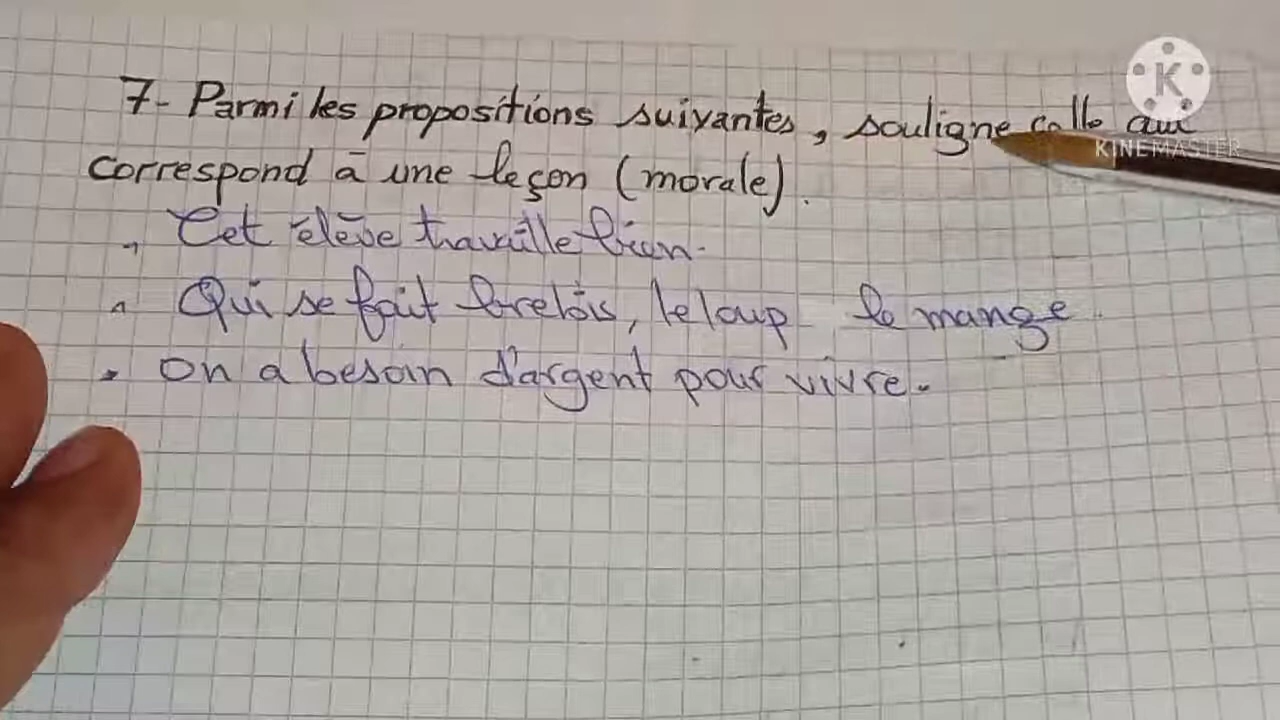 7- Parmi les propositions suivantes, souligne celle qui
correspond à une leçon (morale).
Cet élève travaille bien.
Qui se fait brebis, le loup le mange.
On a besoin d'argent pour vivre.
K
KINEMASTER